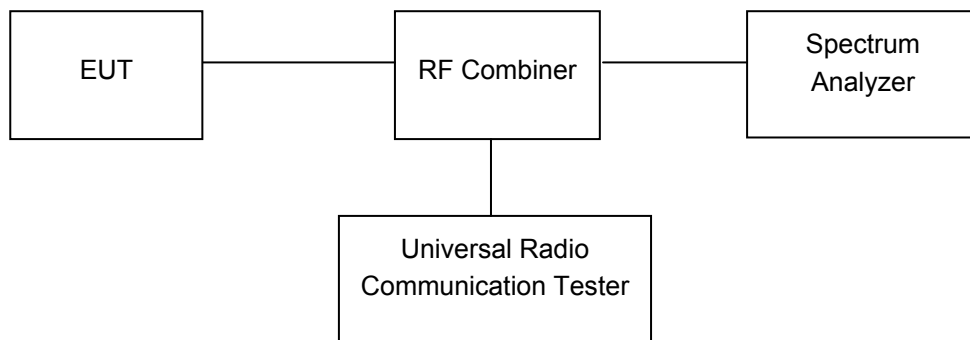 EUT
RF Combiner
Spectrum
Analyzer
Universal Radio
Communication Tester